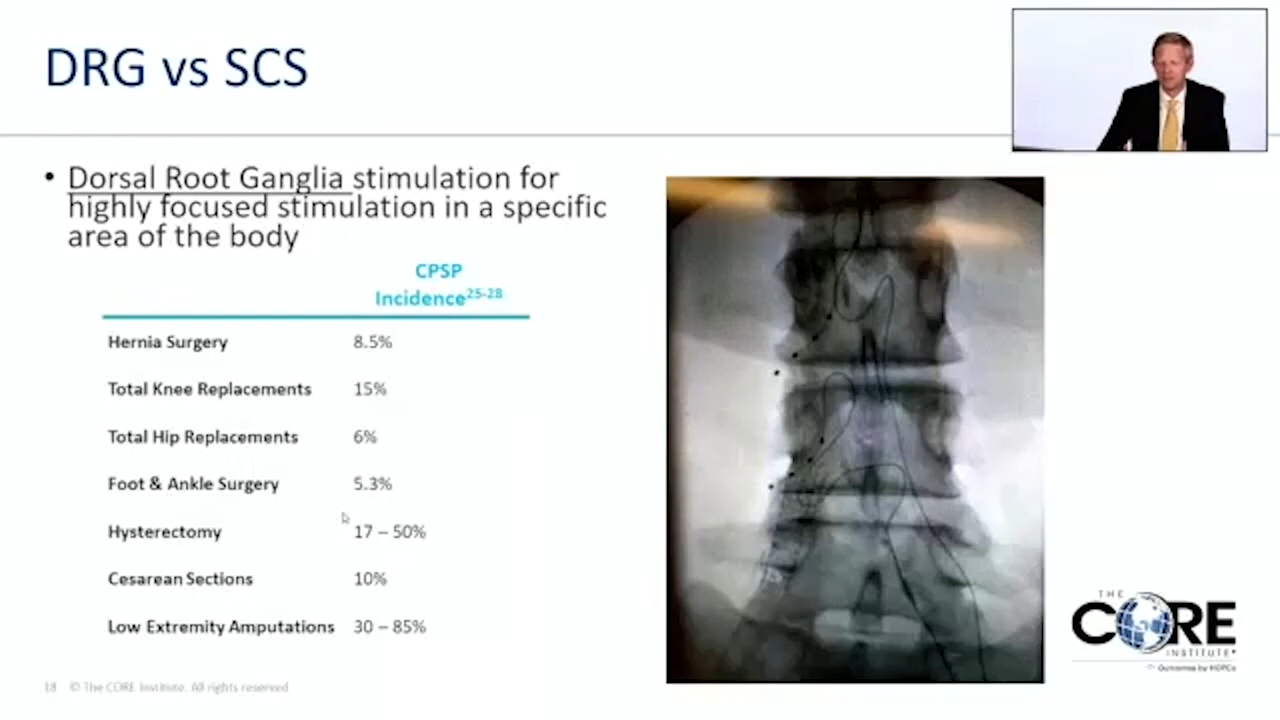 DRG vs SCS
• Dorsal Root Ganglia stimulation for
highly focused stimulation in a specific
area of the body
CPSP
Incidence25-28
Hernia Surgery 8.5%
Total Knee Replacements 15%
Total Hip Replacements 6%
Foot & Ankle Surgery 5.3%
Hysterectomy 17 – 50%
Cesarean Sections 10%
Low Extremity Amputations 30 – 85%
THE
CORE
INSTITUTE
Outcomes by HOPCo
18 © The CORE Institute. All rights reserved